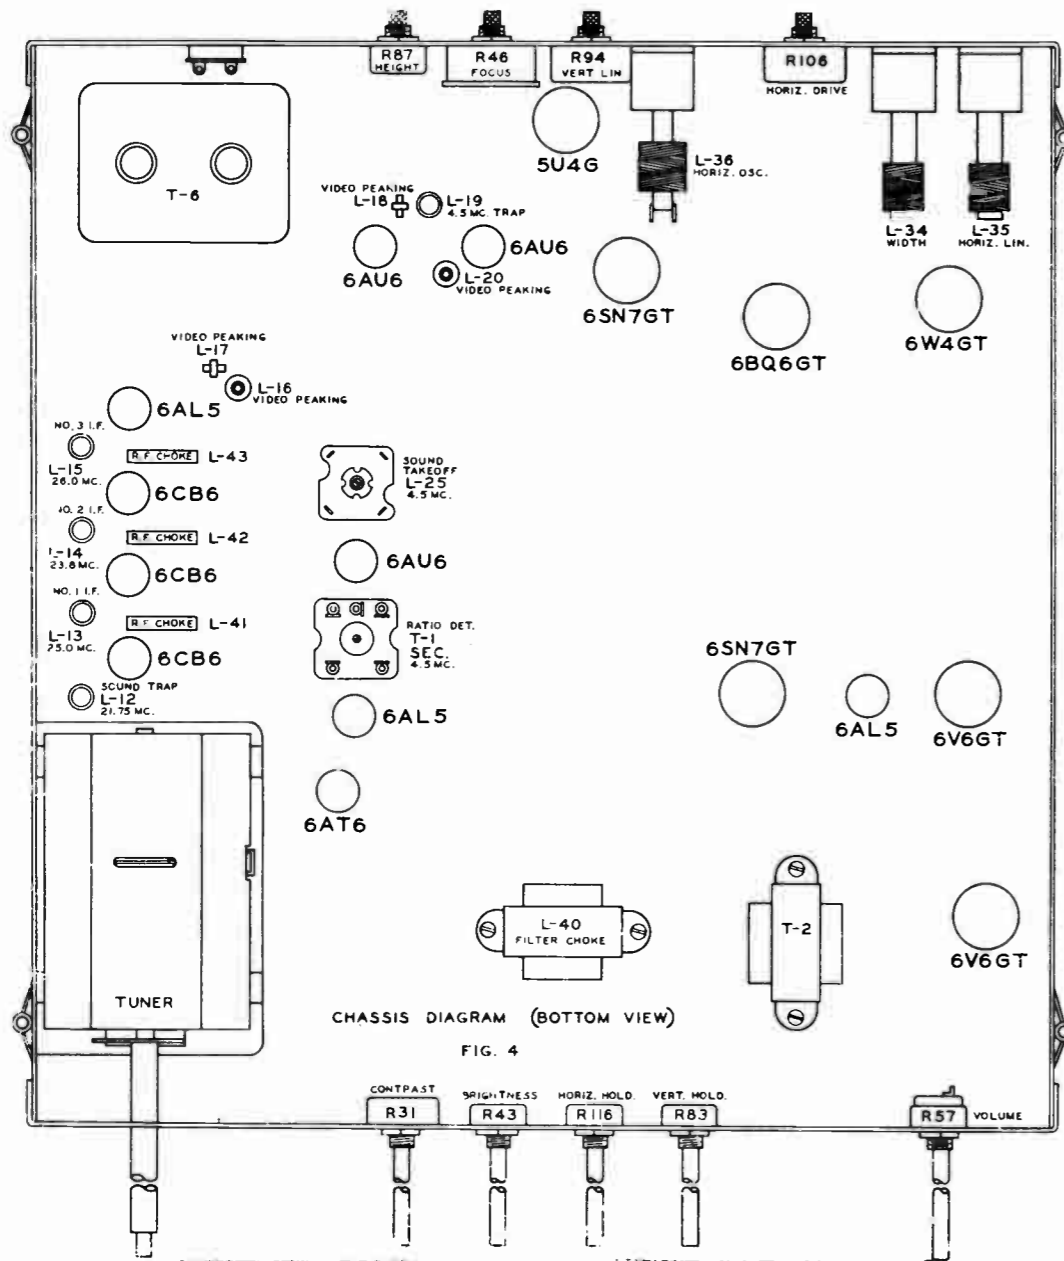 R87
HEIGHT
R46
FOCUS
R94
VERT LIN
R106
HORIZ. DRIVE
5U4G
L-36
HORIZ. OSC.
T-6
VIDEO PEAKING
L-18
L-19
4.5 MC. TRAP
L-34
WIDTH
L-35
HORIZ. LIN.
6AU6
6AU6
L-20
VIDEO PEAKING
6SN7GT
6BQ6GT
6W4GT
VIDEO PEAKING
L-17
L-16
VIDEO PEAKING
6AL5
NO. 3 I.F.
L-15
26.0 MC.
R.F. CHOKE L-43
6CB6
SOUND
TAKEOFF
L-25
4.5 MC.
NO. 2 I.F.
L-14
23.8 MC.
R.F. CHOKE L-42
6CB6
6AU6
NO. 1 I.F.
L-13
25.0 MC.
R.F. CHOKE L-41
6CB6
RATIO DET.
T-1
SEC.
4.5 MC.
SOUND TRAP
L-12
21.75 MC.
6AL5
6SN7GT
6AL5
6V6GT
6AT6
L-40
FILTER CHOKE
T-2
6V6GT
TUNER
CHASSIS DIAGRAM (BOTTOM VIEW)
FIG. 4
CONTPAST
R31
BRIGHTNESS
R43
HORIZ. HOLD.
R116
VERT. HOLD.
R83
R57
VOLUME